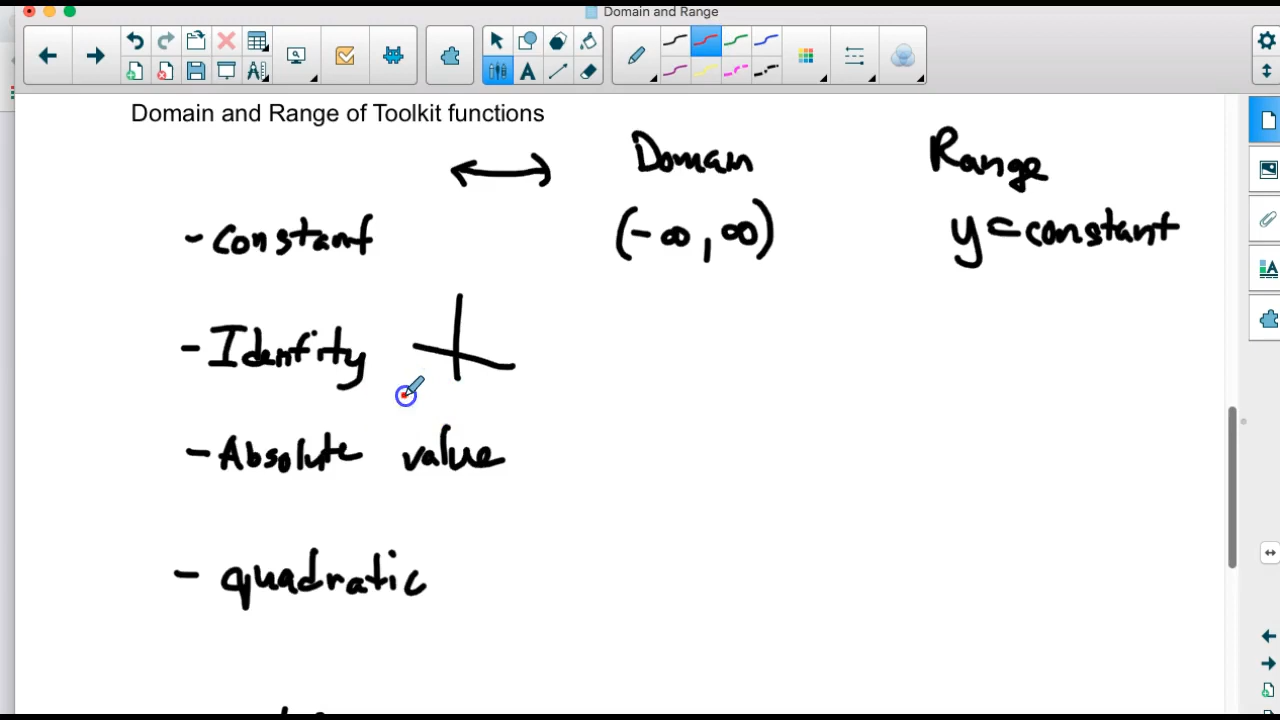 Domain and Range
Domain and Range of Toolkit functions
Domain Range
- Constant (-∞, ∞) y = constant
- Identity
- Absolute value
- quadratic